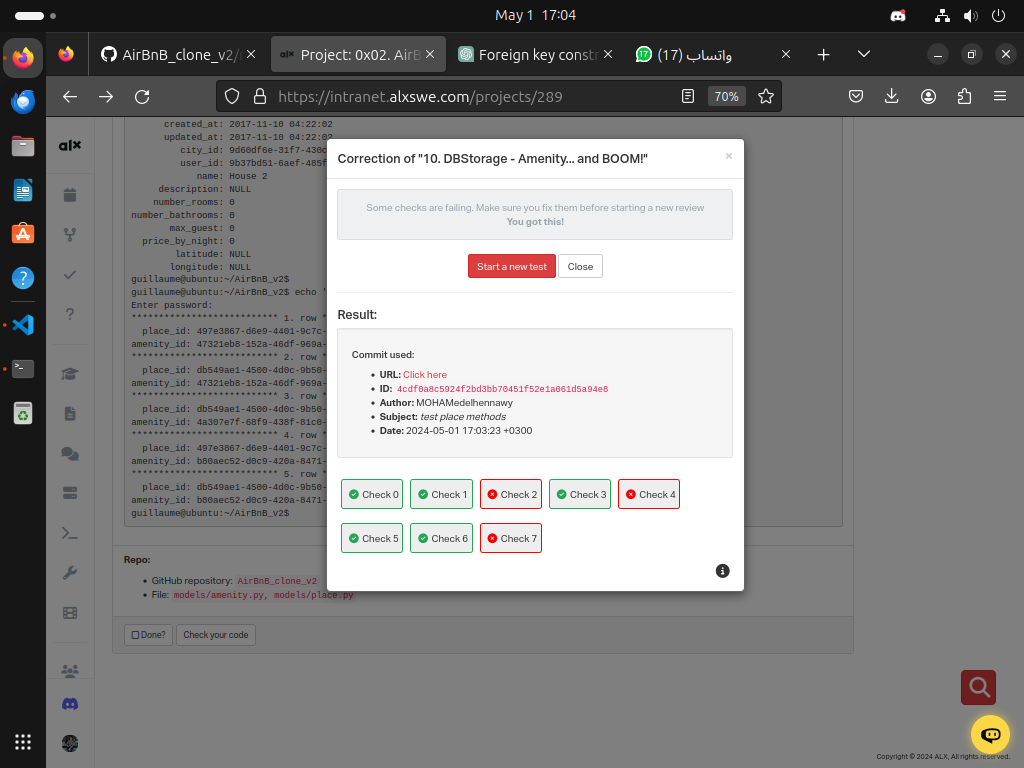 May 1 17:04
AirBnB_clone_v2/
Project: 0x02. AirB
Foreign key constr
(17) واتساب
https://intranet.alxswe.com/projects/289
70%
alx
created_at: 2017-11-10 04:22:02
updated_at: 2017-11-10 04:22:02
city_id: 9d60df6e-31f7-430c
user_id: 9b37bd51-6aef-485f
name: House 2
description: NULL
number_rooms: 0
number_bathrooms: 0
max_guest: 0
price_by_night: 0
latitude: NULL
longitude: NULL
guillaume@ubuntu:~/AirBnB_v2$
guillaume@ubuntu:~/AirBnB_v2$ echo '
Enter password:
*************************** 1. row *
place_id: 497e3867-d6e9-4401-9c7c-
amenity_id: 47321eb8-152a-46df-969a-
*************************** 2. row *
place_id: db549ae1-4500-4d0c-9b50-
amenity_id: 47321eb8-152a-46df-969a-
*************************** 3. row *
place_id: db549ae1-4500-4d0c-9b50-
amenity_id: 4a307e7f-68f9-438f-81c0-
*************************** 4. row *
place_id: 497e3867-d6e9-4401-9c7c-
amenity_id: b80aec52-d0c9-420a-8471-
*************************** 5. row *
place_id: db549ae1-4500-4d0c-9b50-
amenity_id: b80aec52-d0c9-420a-8471-
guillaume@ubuntu:~/AirBnB_v2$
Repo:
GitHub repository: AirBnB_clone_v2
File: models/amenity.py, models/place.py
Done?
Check your code
Correction of "10. DBStorage - Amenity... and BOOM!"
×
Some checks are failing. Make sure you fix them before starting a new review
You got this!
Start a new test
Close
Result:
Commit used:
URL: Click here
ID: 4cdf0a8c5924f2bd3bb70451f52e1a061d5a94e8
Author: MOHAMedelhennawy
Subject: test place methods
Date: 2024-05-01 17:03:23 +0300
Check 0
Check 1
Check 2
Check 3
Check 4
Check 5
Check 6
Check 7
Copyright © 2024 ALX, All rights reserved.